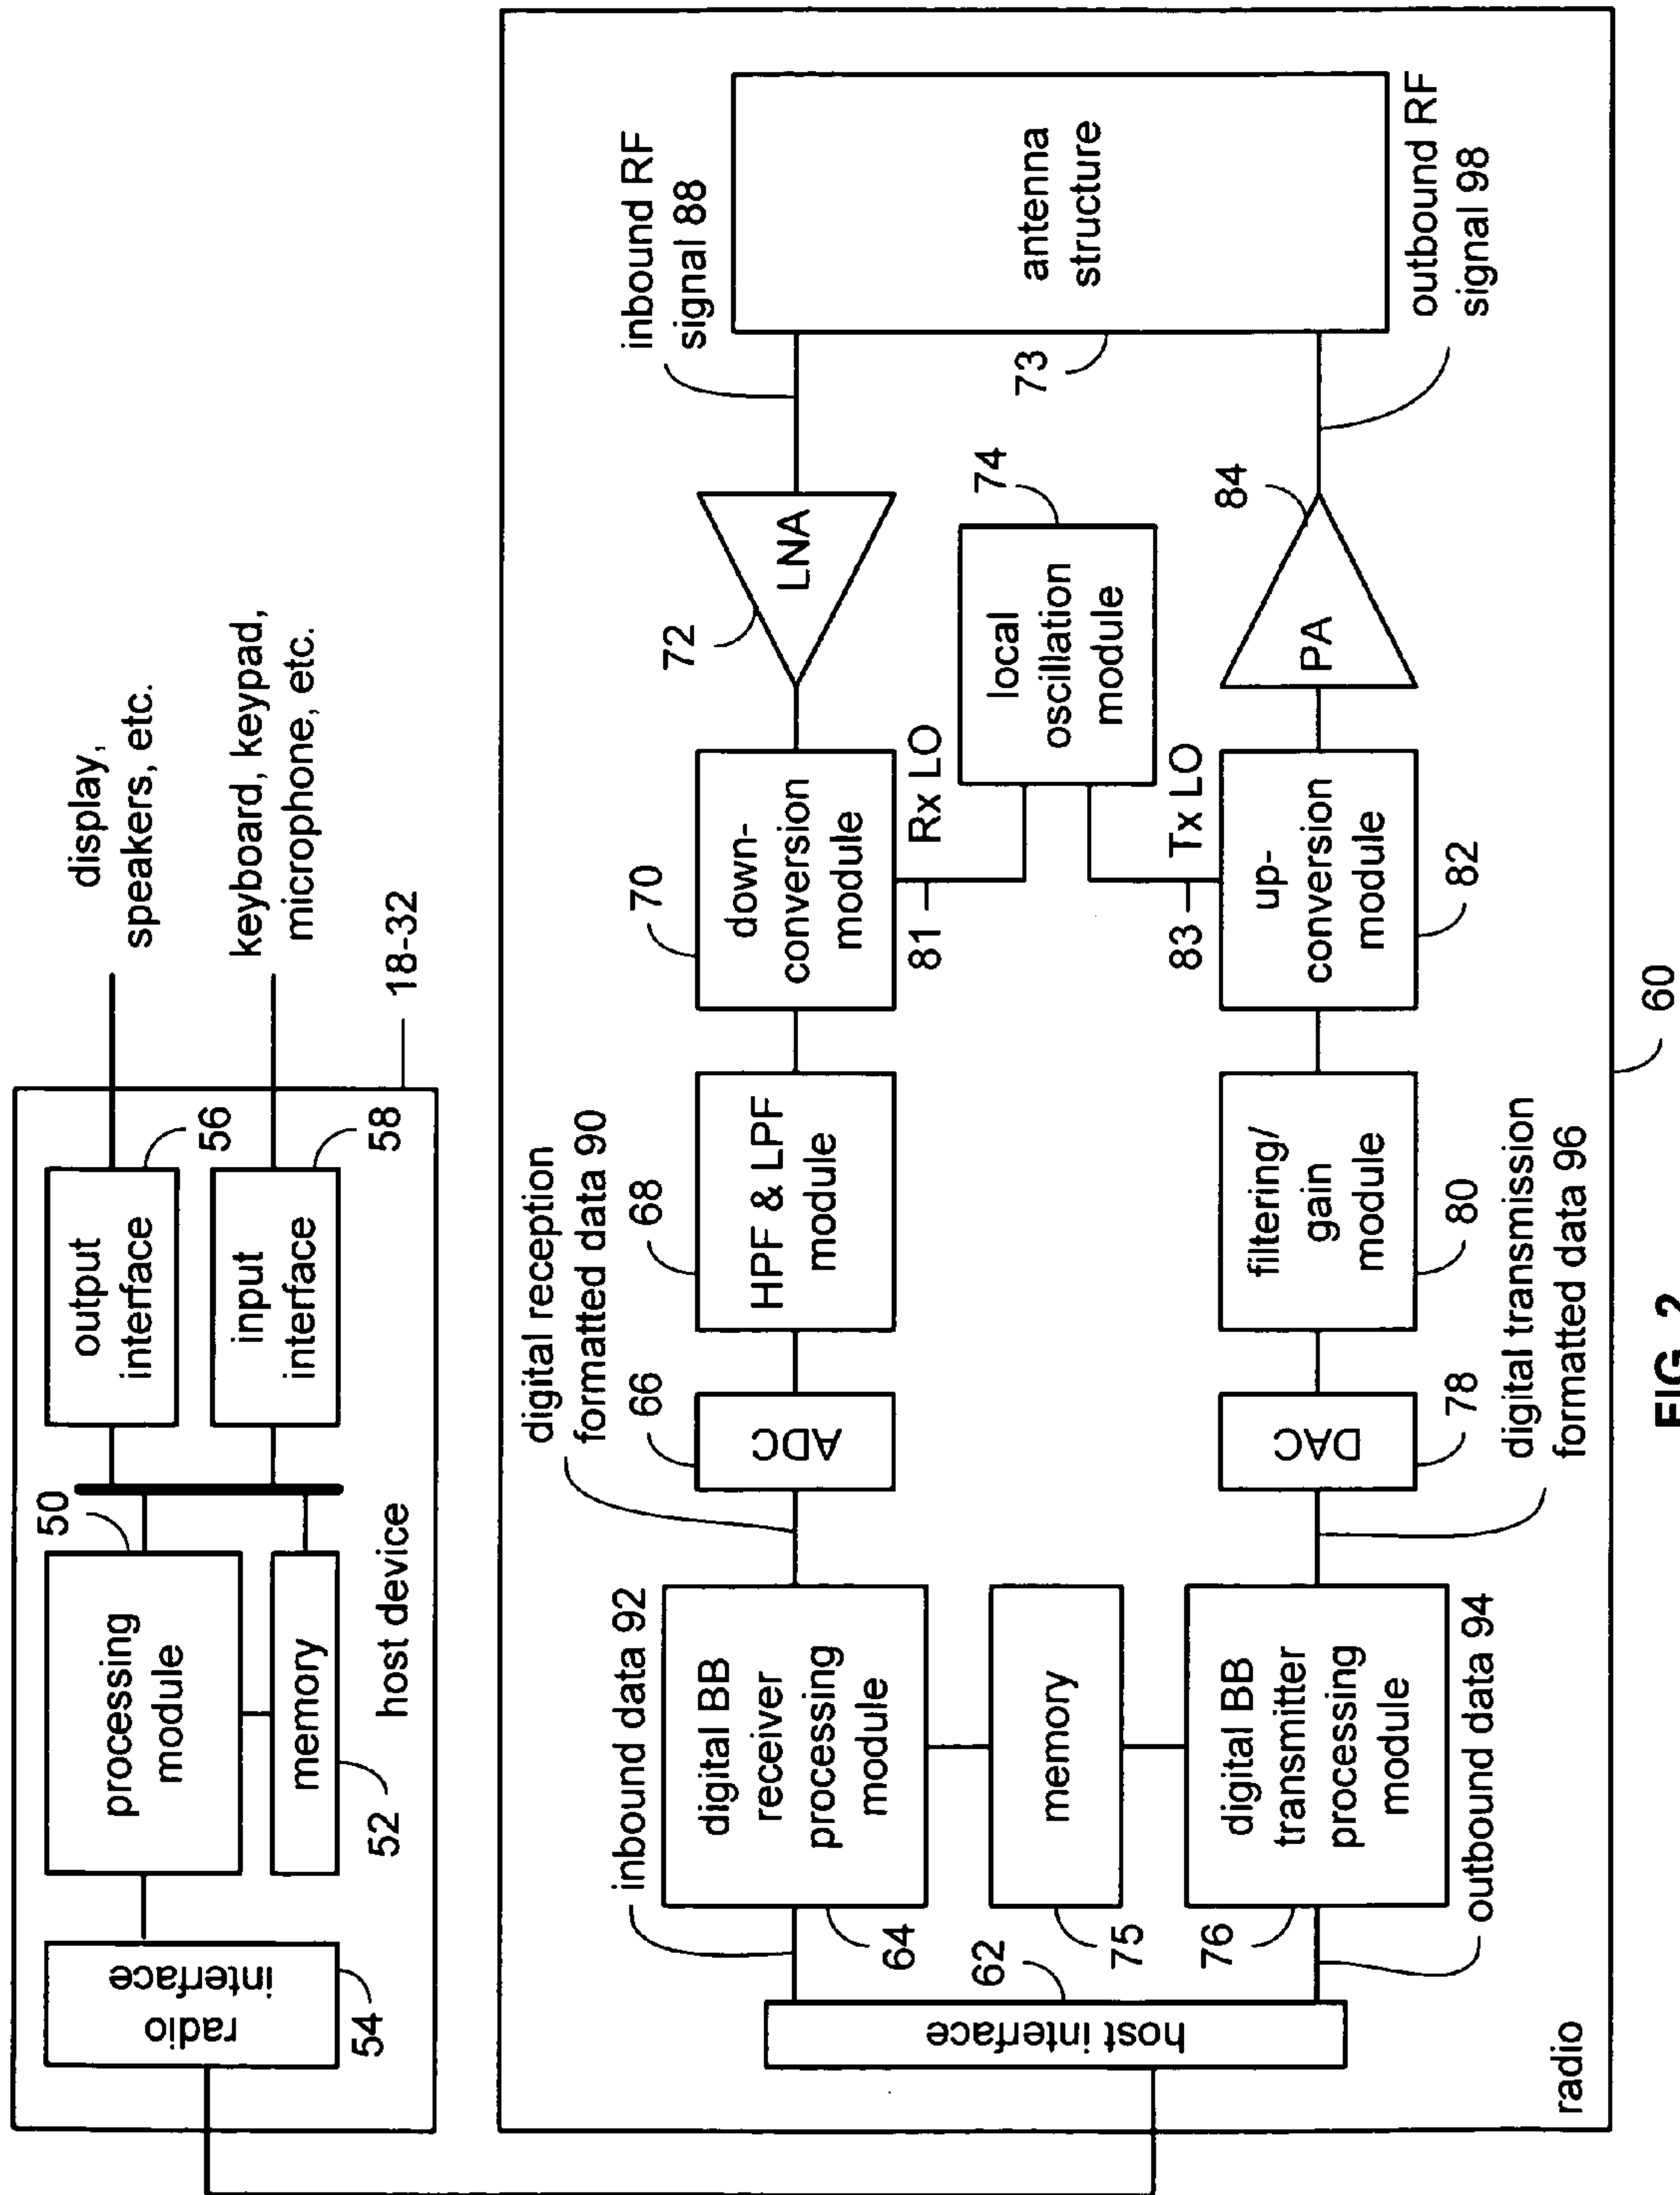 display,
speakers, etc.
keyboard, keypad,
microphone, etc.
18-32
output
interface
56
input
interface
58
50
processing
module
memory
52
host device
radio
interface
54
inbound RF
signal 88
antenna
structure
73
outbound RF
signal 98
LNA
72
local
oscillation
module
74
PA
84
down-
conversion
module
70
81
Rx LO
83
Tx LO
up-
conversion
module
82
HPF & LPF
module
68
filtering/
gain
module
80
digital reception
formatted data 90
ADC
66
DAC
78
digital transmission
formatted data 96
inbound data 92
digital BB
receiver
processing
module
64
memory
75
digital BB
transmitter
processing
module
76
outbound data 94
host interface
62
radio
60
FIG. 2